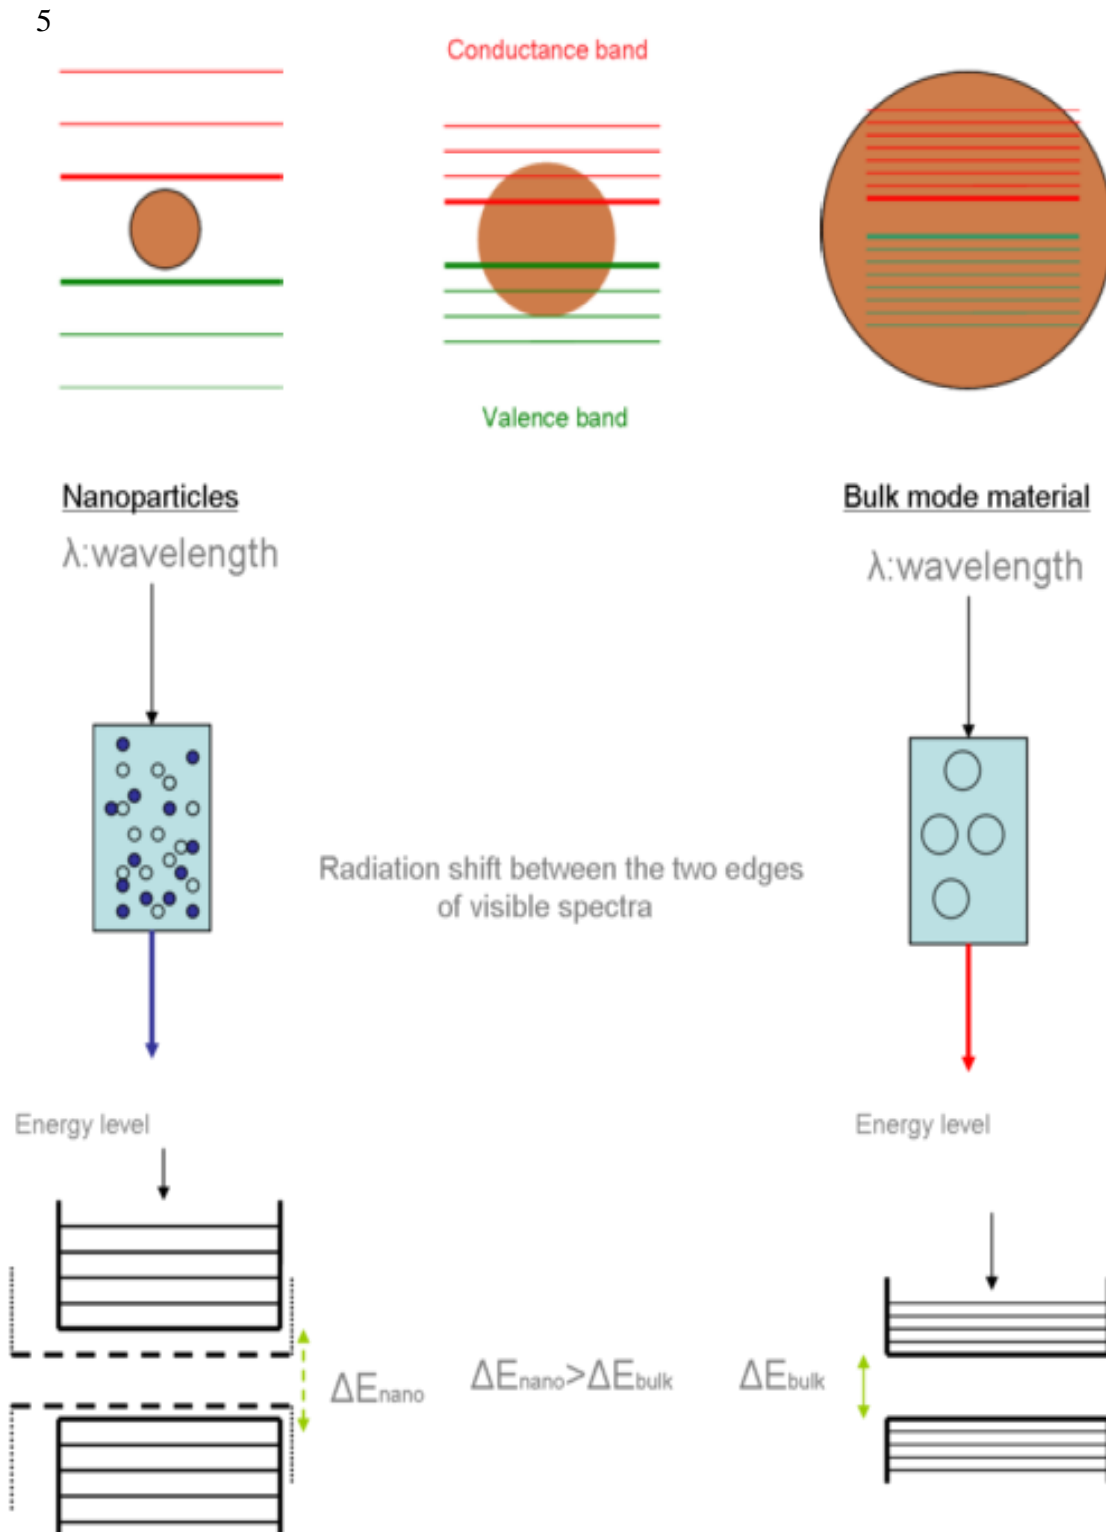 5
Conductance band
Valence band
Nanoparticles
Bulk mode material
λ:wavelength
λ:wavelength
Radiation shift between the two edges
of visible spectra
Energy level
Energy level
ΔEnano
ΔEnano>ΔEbulk
ΔEbulk